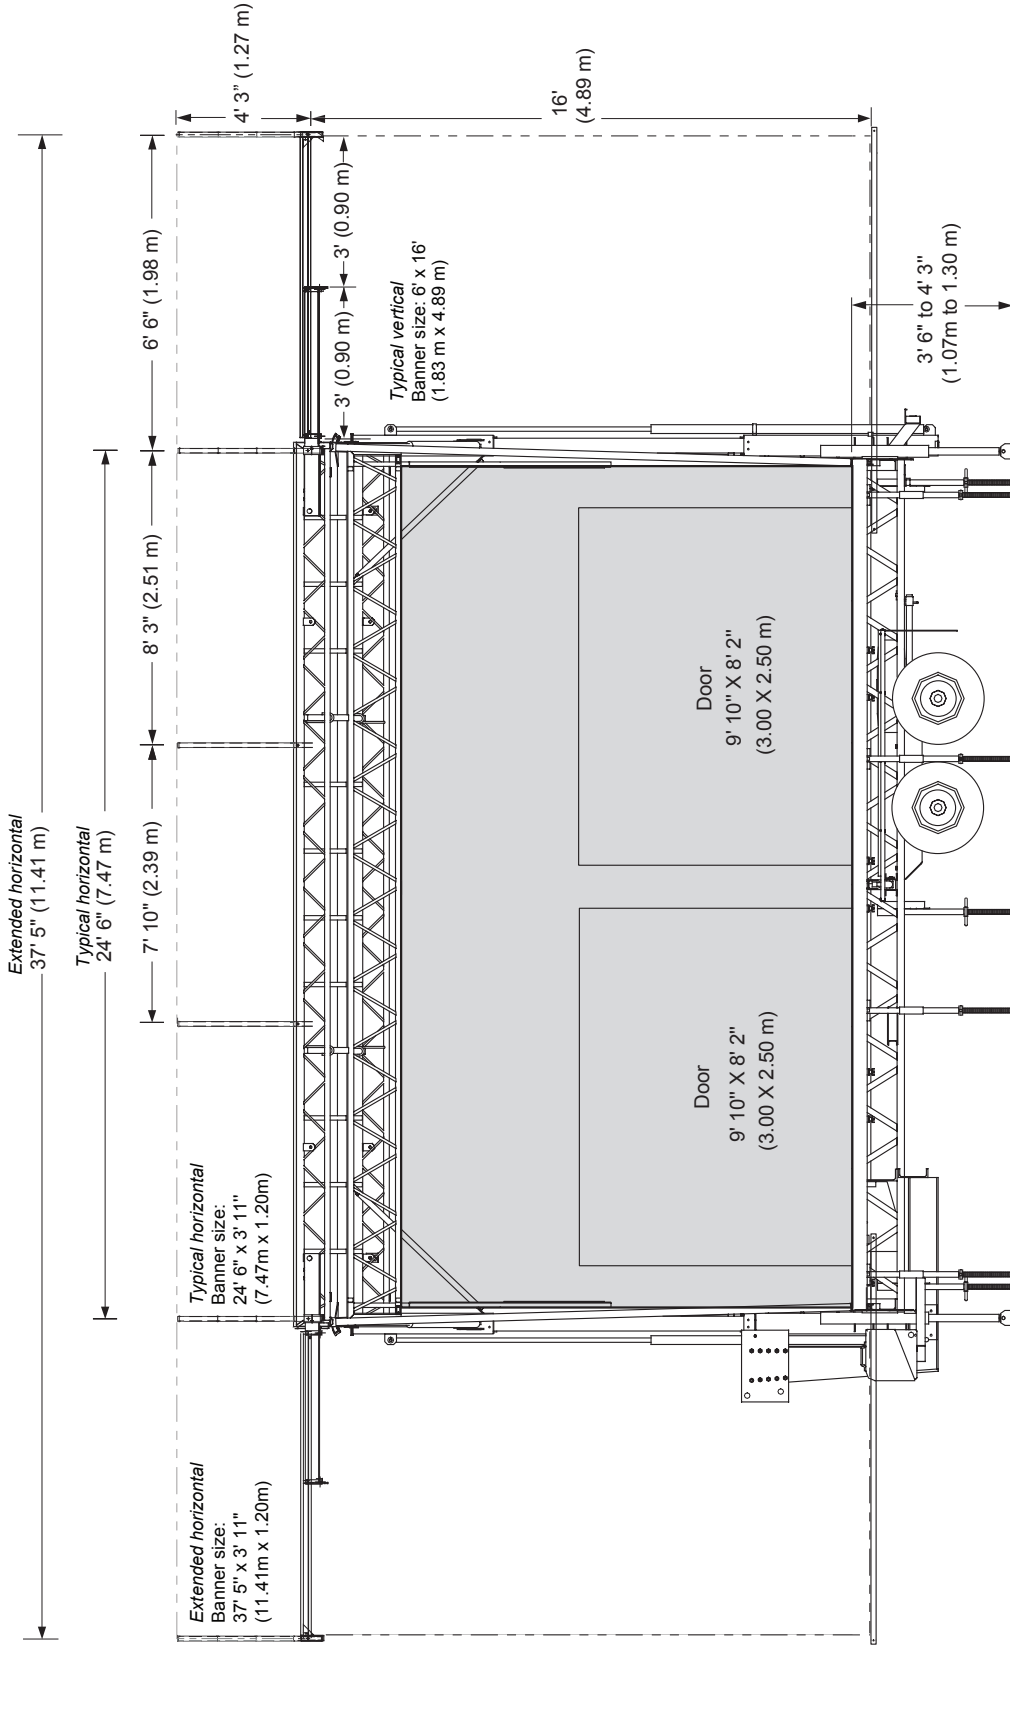 Extended horizontal
37' 5" (11.41 m)
Typical horizontal
24' 6" (7.47 m)
7' 10" (2.39 m)
8' 3" (2.51 m)
6' 6" (1.98 m)
4' 3" (1.27 m)
Extended horizontal
Banner size:
37' 5" x 3' 11"
(11.41m x 1.20m)
Typical horizontal
Banner size:
24' 6" x 3' 11"
(7.47m x 1.20m)
3' (0.90 m)
3' (0.90 m)
Typical vertical
Banner size: 6' x 16'
(1.83 m x 4.89 m)
16'
(4.89 m)
Door
9' 10" X 8' 2"
(3.00 X 2.50 m)
Door
9' 10" X 8' 2"
(3.00 X 2.50 m)
3' 6" to 4' 3"
(1.07m to 1.30 m)